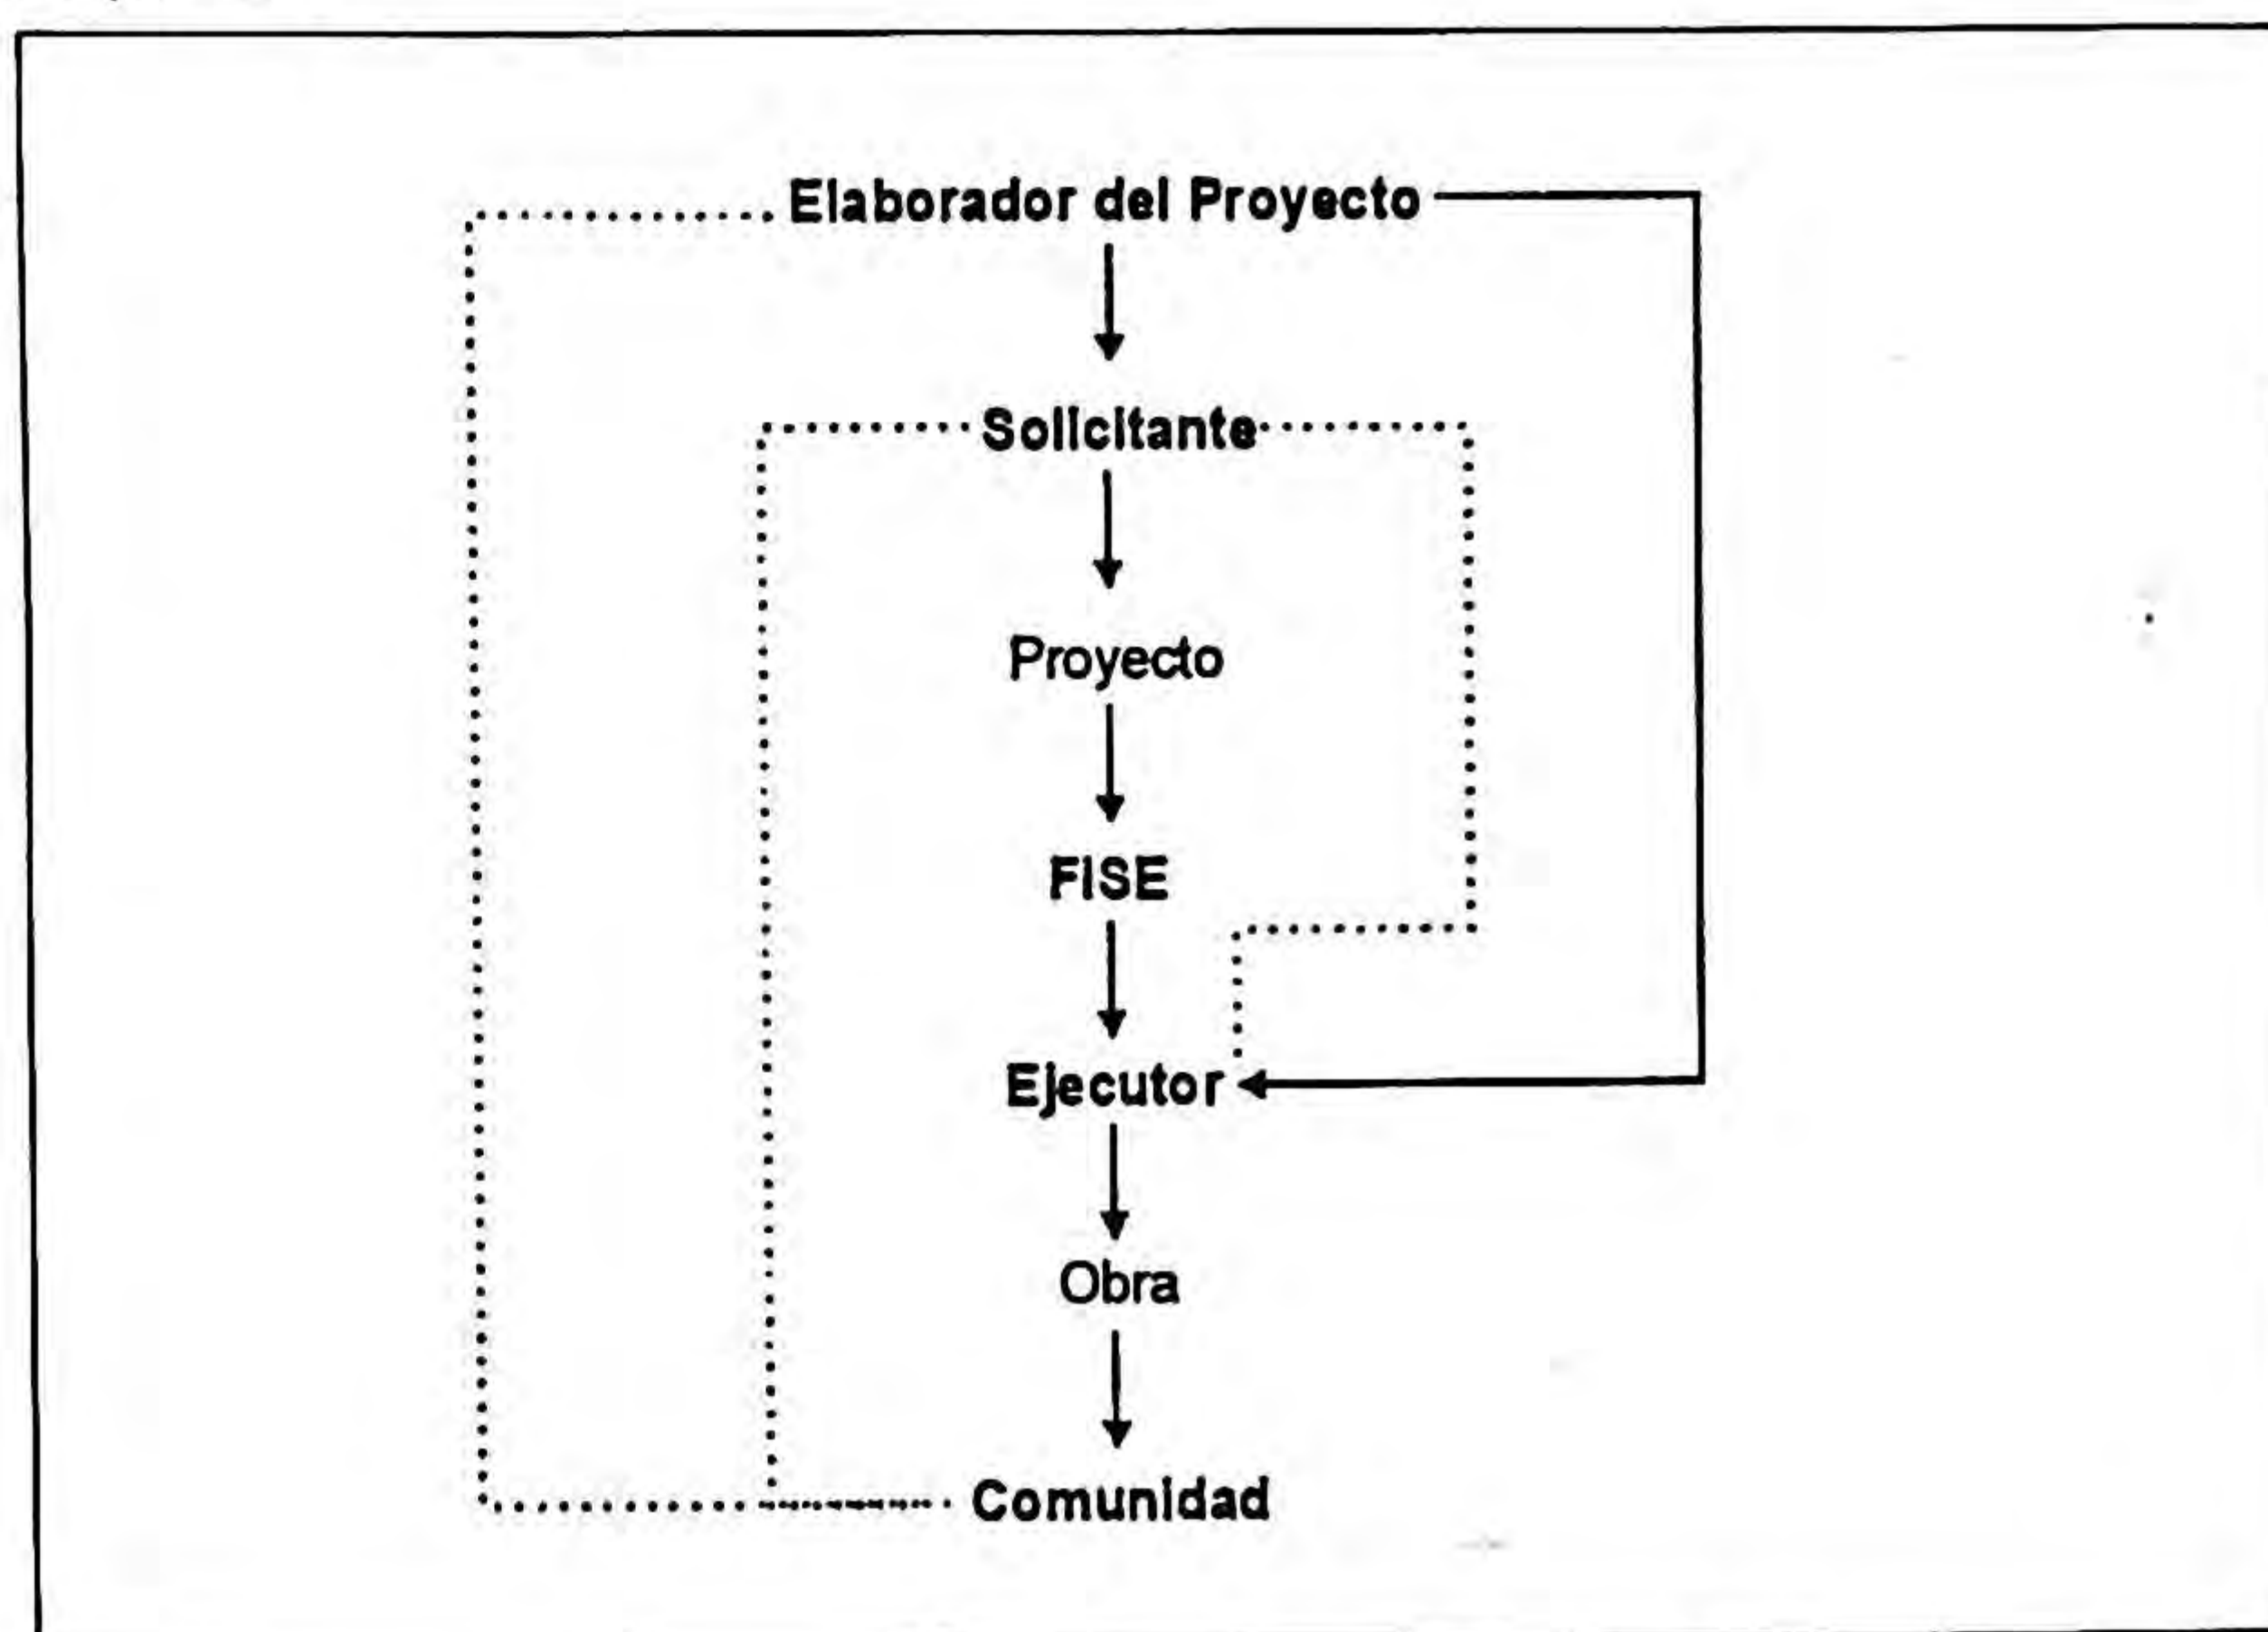 Elaborador del Proyecto
Solicitante
Proyecto
FISE
Ejecutor
Obra
Comunidad